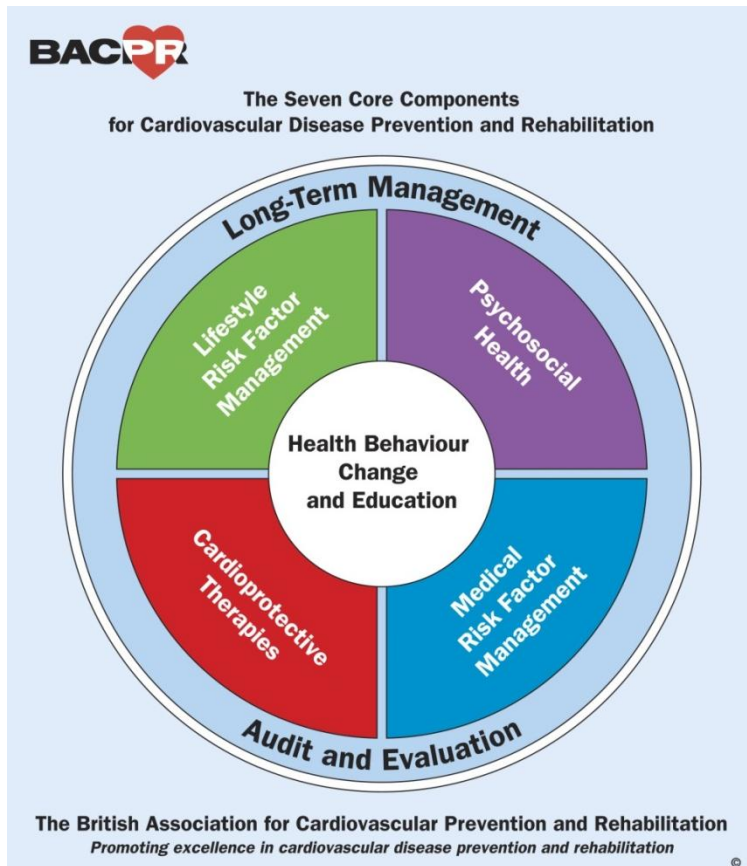 BACPR
The Seven Core Components
for Cardiovascular Disease Prevention and Rehabilitation
Long-Term Management
Lifestyle
Risk Factor
Management
Psychosocial
Health
Health Behaviour
Change
and Education
Cardioprotective
Therapies
Medical
Risk Factor
Management
Audit and Evaluation
The British Association for Cardiovascular Prevention and Rehabilitation
Promoting excellence in cardiovascular disease prevention and rehabilitation
©